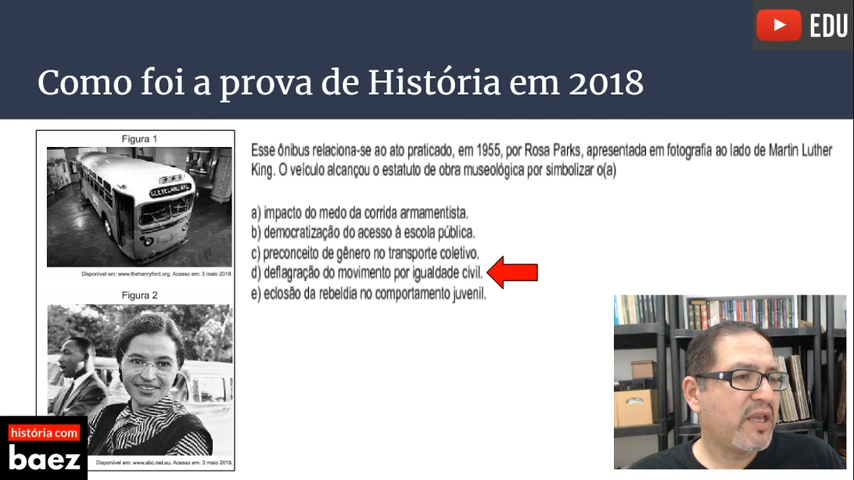 EDU
Como foi a prova de História em 2018
Figura 1
CLEVELAND AVE
Disponível em: www.thehenryford.org. Acesso em: 3 maio 2018.
Figura 2
Disponível em: www.abc.net.au. Acesso em: 3 maio 2018.
Esse ônibus relaciona-se ao ato praticado, em 1955, por Rosa Parks, apresentada em fotografia ao lado de Martin Luther
King. O veículo alcançou o estatuto de obra museológica por simbolizar o(a)
a) impacto do medo da corrida armamentista.
b) democratização do acesso à escola pública.
c) preconceito de gênero no transporte coletivo.
d) deflagração do movimento por igualdade civil.
e) eclosão da rebeldia no comportamento juvenil.
história com
baez